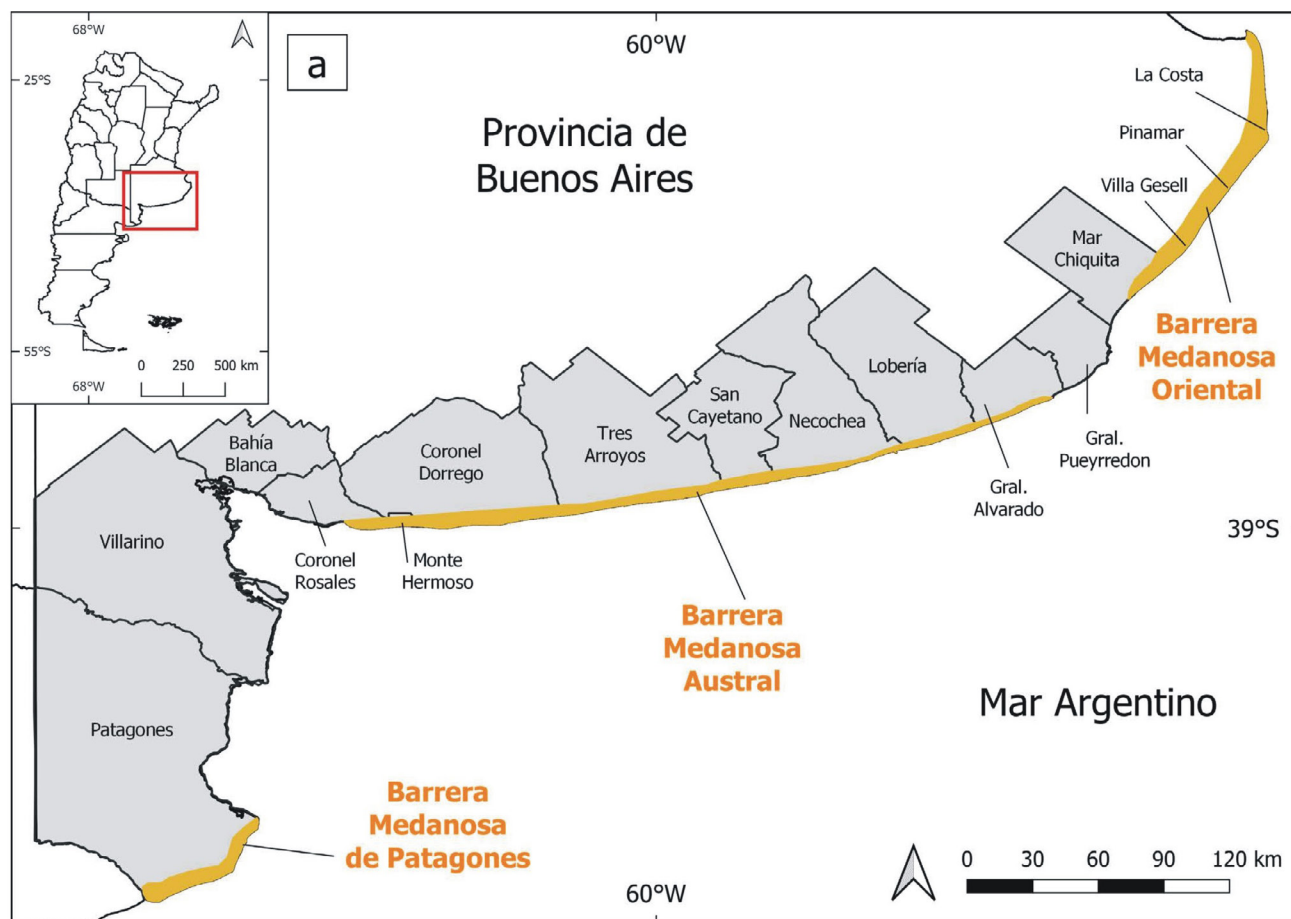 68°W
25°S
55°S
68°W
0 250 500 km
a
60°W
Provincia de
Buenos Aires
La Costa
Pinamar
Villa Gesell
Mar
Chiquita
Barrera
Medanosa
Oriental
Lobería
San
Cayetano
Necochea
Tres
Arroyos
Coronel
Dorrego
Bahía
Blanca
Gral.
Pueyrredon
Gral.
Alvarado
39°S
Villarino
Coronel
Rosales
Monte
Hermoso
Barrera
Medanosa
Austral
Mar Argentino
Patagones
Barrera
Medanosa
de Patagones
60°W
0 30 60 90 120 km